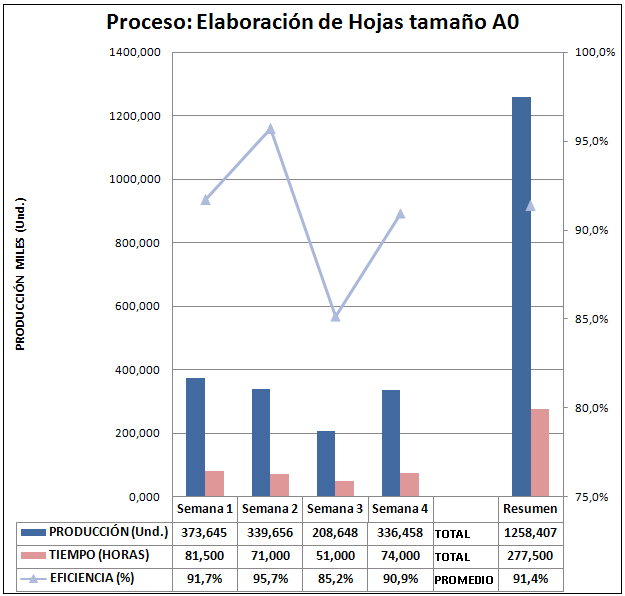 Proceso: Elaboración de Hojas tamaño A0
1400,000 100,0%
1200,000 95,0%
1000,000 90,0%
800,000
600,000 85,0%
400,000 80,0%
200,000
0,000 75,0%
PRODUCCIÓN MILES (Und.)
Semana 1 Semana 2 Semana 3 Semana 4 Resumen
PRODUCCIÓN (Und.) 373,645 339,656 208,648 336,458 TOTAL 1258,407
TIEMPO (HORAS) 81,500 71,000 51,000 74,000 TOTAL 277,500
EFICIENCIA (%) 91,7% 95,7% 85,2% 90,9% PROMEDIO 91,4%